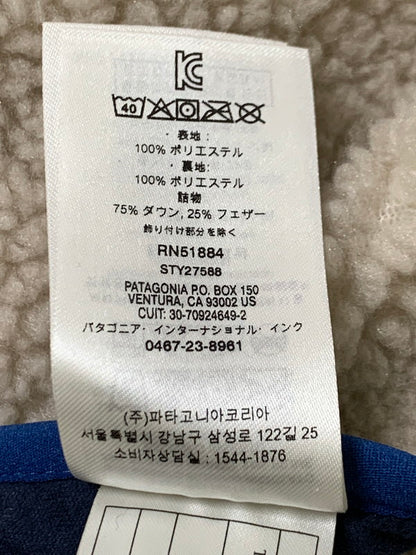 KC
40
・表地：
100% ポリエステル
・裏地：
100% ポリエステル
詰物
75% ダウン, 25% フェザー
飾り付け部分を除く
RN51884
STY27588
PATAGONIA P.O. BOX 150
VENTURA, CA 93002 US
CUIT: 30-70924649-2
パタゴニア・インターナショナル・インク
0467-23-8961
(주)파타고니아코리아
서울특별시 강남구 삼성로 122길 25
소비자상담실 : 1544-1876